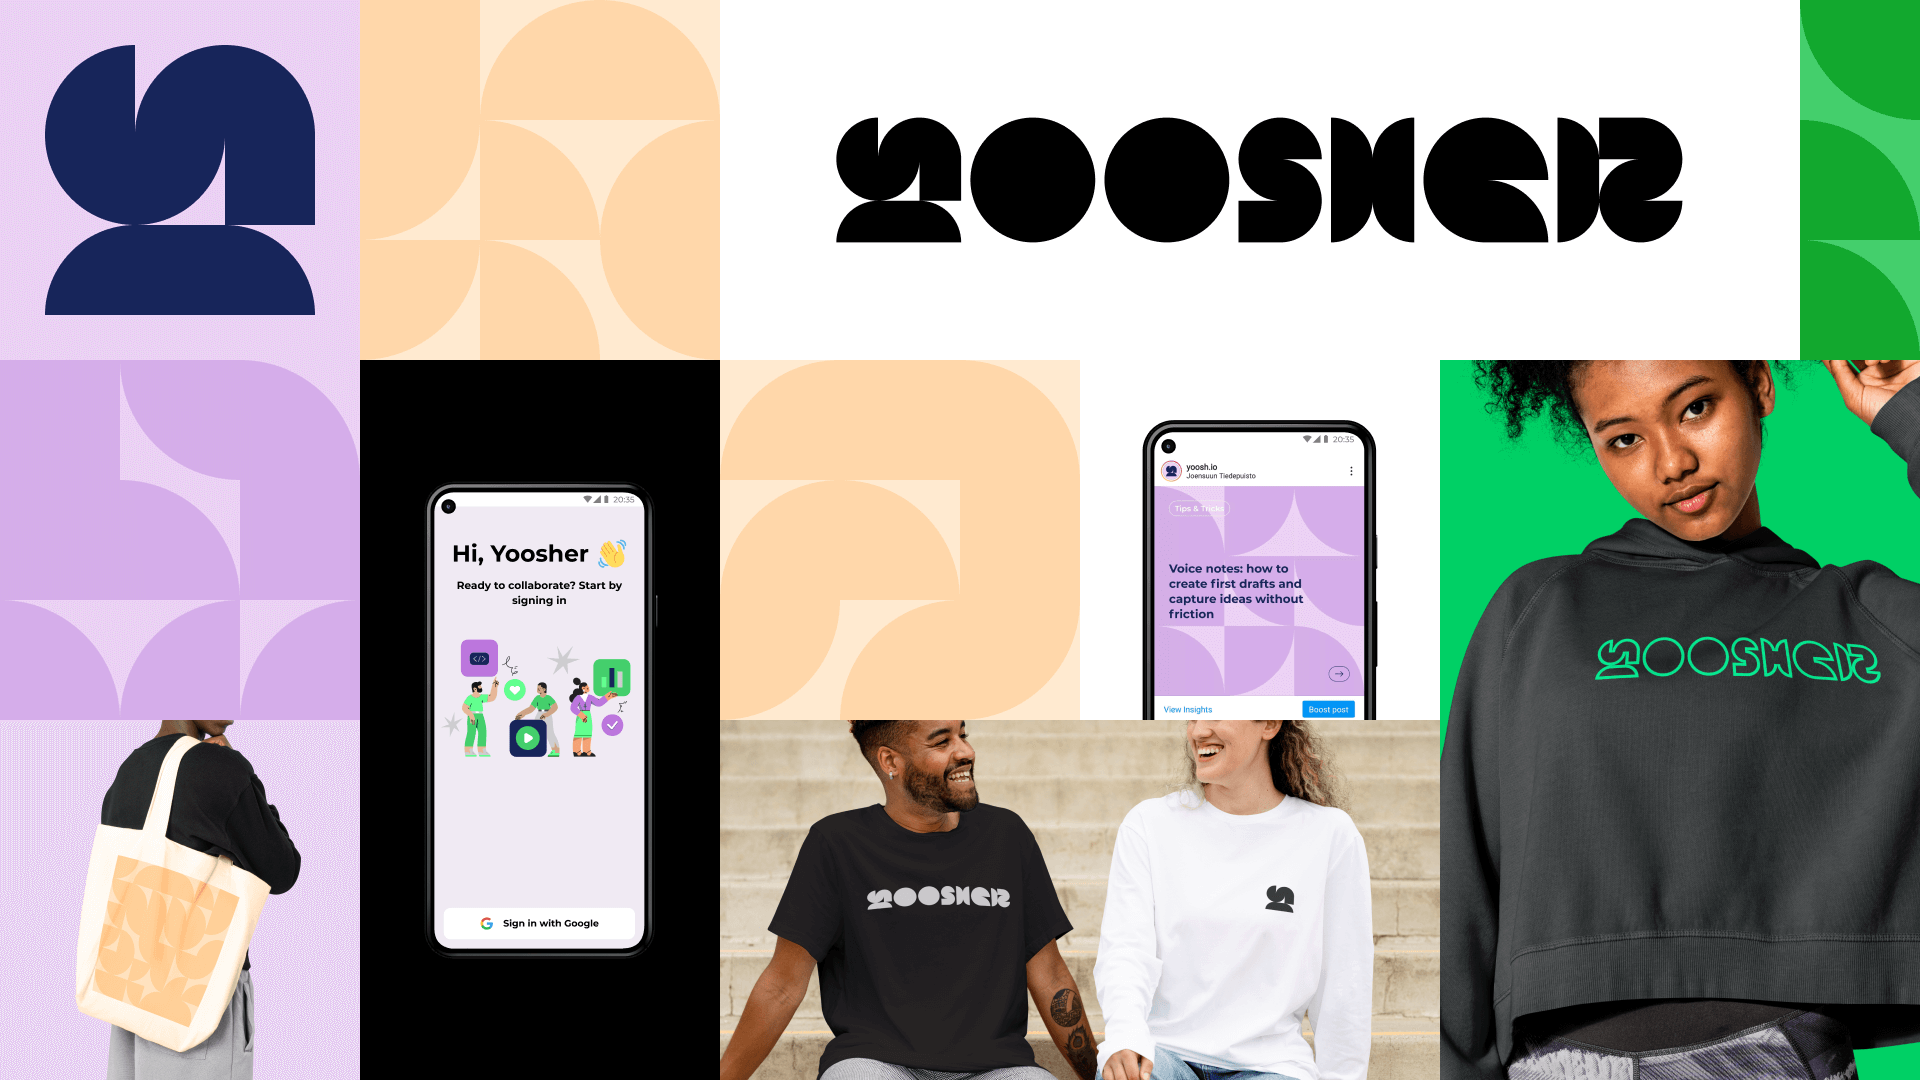 YOOSHER
20:35
Hi, Yoosher 👋
Ready to collaborate? Start by
signing in
</>
Sign in with Google
20:35
yoosh.io
Joensuun Tiedepuisto
Tips & Tricks
Voice notes: how to
create first drafts and
capture ideas without
friction
View Insights
Boost post
YOOSHER
YOOSHER